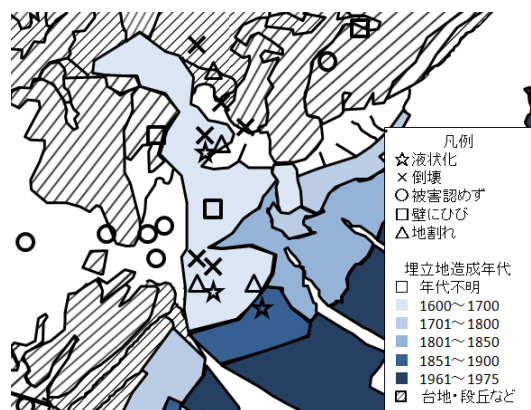 凡例
液状化
倒壊
被害認めず
壁にひび
地割れ
埋立地造成年代
年代不明
1600～1700
1701～1800
1801～1850
1851～1900
1961～1975
台地・段丘など